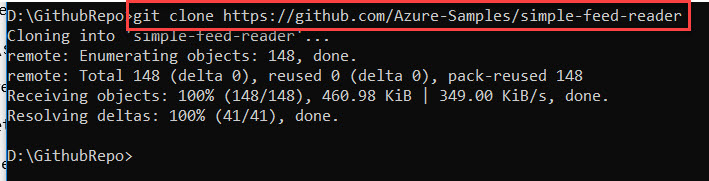 D:\GithubRepo>git clone https://github.com/Azure-Samples/simple-feed-reader
Cloning into 'simple-feed-reader'...
remote: Enumerating objects: 148, done.
remote: Total 148 (delta 0), reused 0 (delta 0), pack-reused 148
Receiving objects: 100% (148/148), 460.98 KiB | 349.00 KiB/s, done.
Resolving deltas: 100% (41/41), done.
D:\GithubRepo>